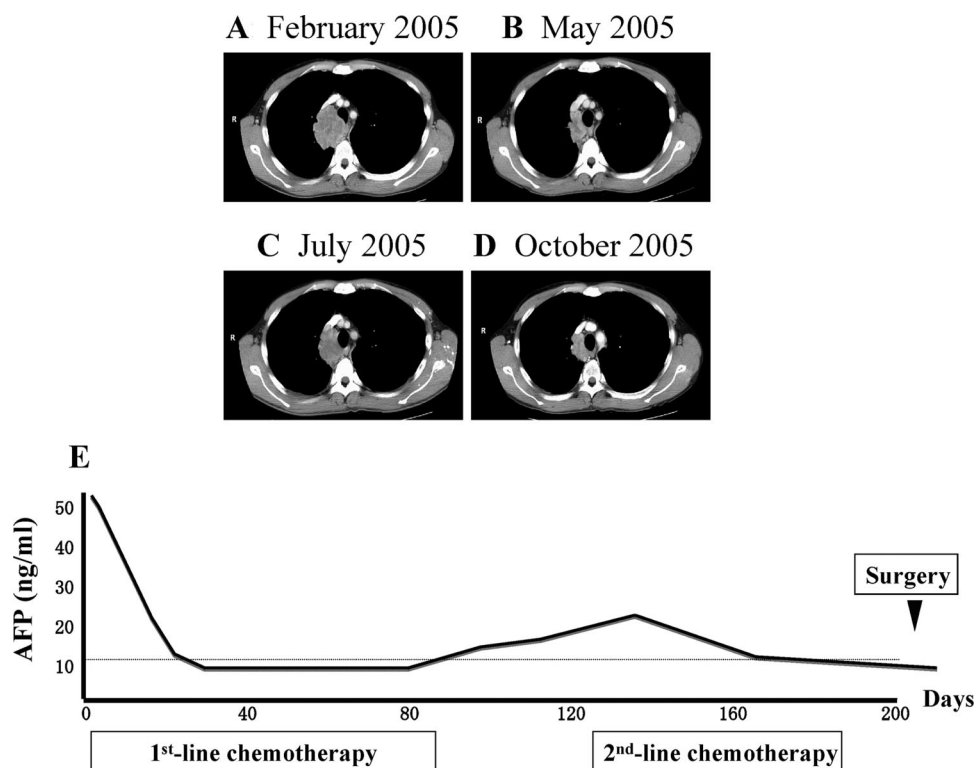 A February 2005
B May 2005
R
R
C July 2005
D October 2005
R
R
E
AFP (ng/ml)
50
40
30
20
10
Surgery
0
40
80
120
160
200
Days
1st-line chemotherapy
2nd-line chemotherapy